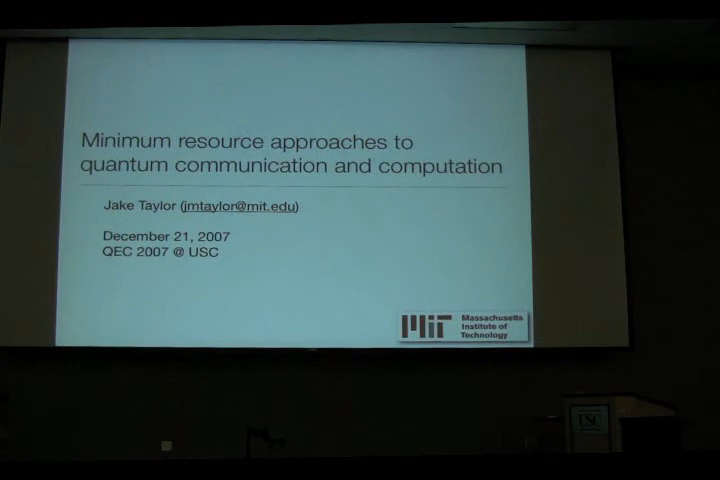 Minimum resource approaches to
quantum communication and computation
Jake Taylor (jmtaylor@mit.edu)
December 21, 2007
QEC 2007 @ USC
MIT
Massachusetts
Institute of
Technology
USC